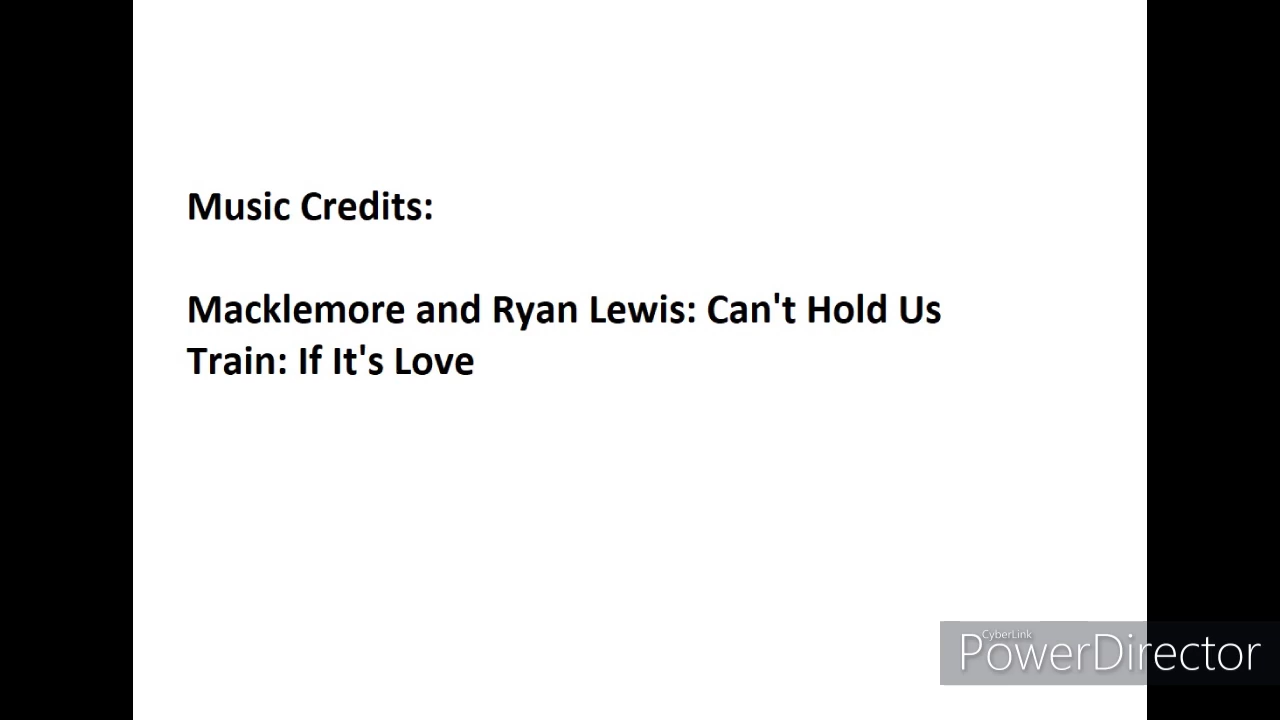 Music Credits:
Macklemore and Ryan Lewis: Can't Hold Us
Train: If It's Love
CyberLink
PowerDirector